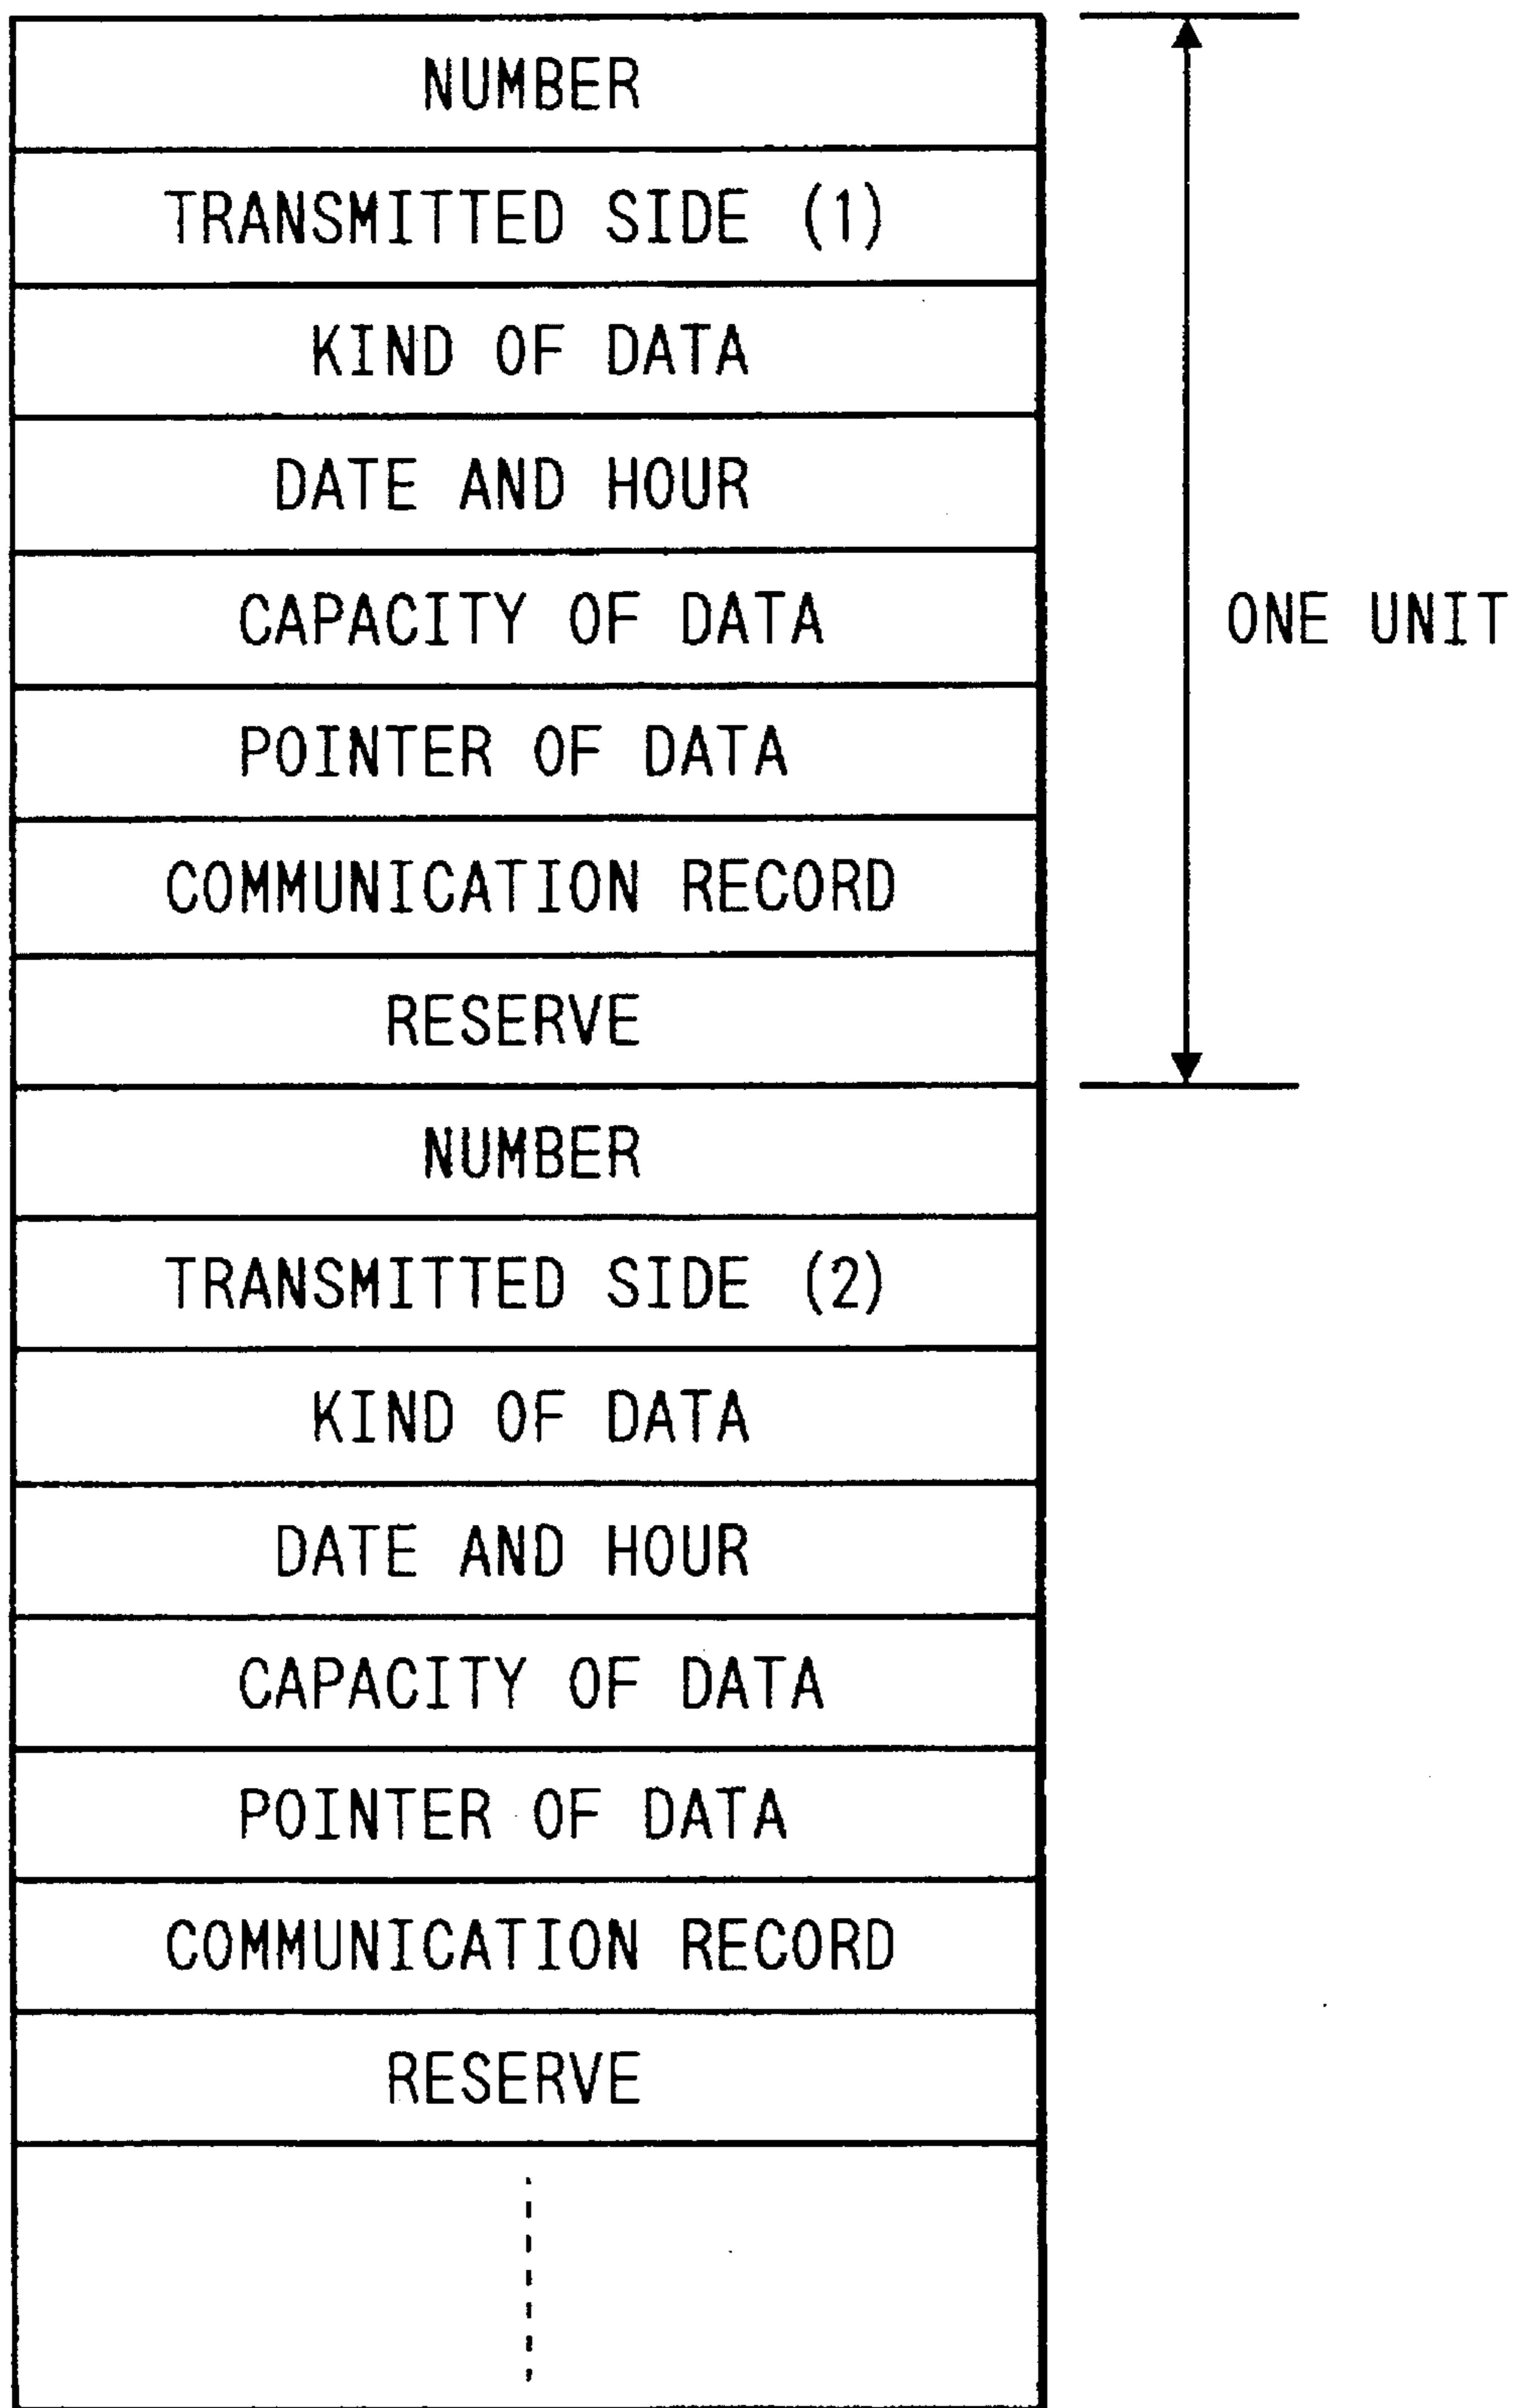 NUMBER
TRANSMITTED SIDE (1)
KIND OF DATA
DATE AND HOUR
CAPACITY OF DATA
ONE UNIT
POINTER OF DATA
COMMUNICATION RECORD
RESERVE
NUMBER
TRANSMITTED SIDE (2)
KIND OF DATA
DATE AND HOUR
CAPACITY OF DATA
POINTER OF DATA
COMMUNICATION RECORD
RESERVE